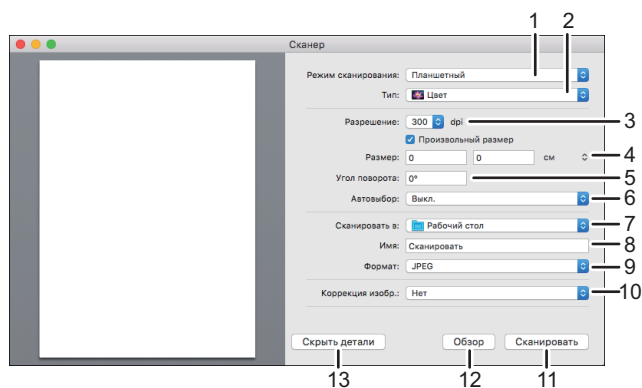 1 2
Сканер
Режим сканирования: Планшетный
Тип: Цвет
Разрешение: 300 dpi 3
Произвольный размер
Размер: 0 0 см 4
Угол поворота: 0° 5
Автовыбор: Выкл. 6
Сканировать в: Рабочий стол 7
Имя: Сканировать 8
Формат: JPEG 9
Коррекция изобр.: Нет 10
Скрыть детали Обзор Сканировать
13 12 11